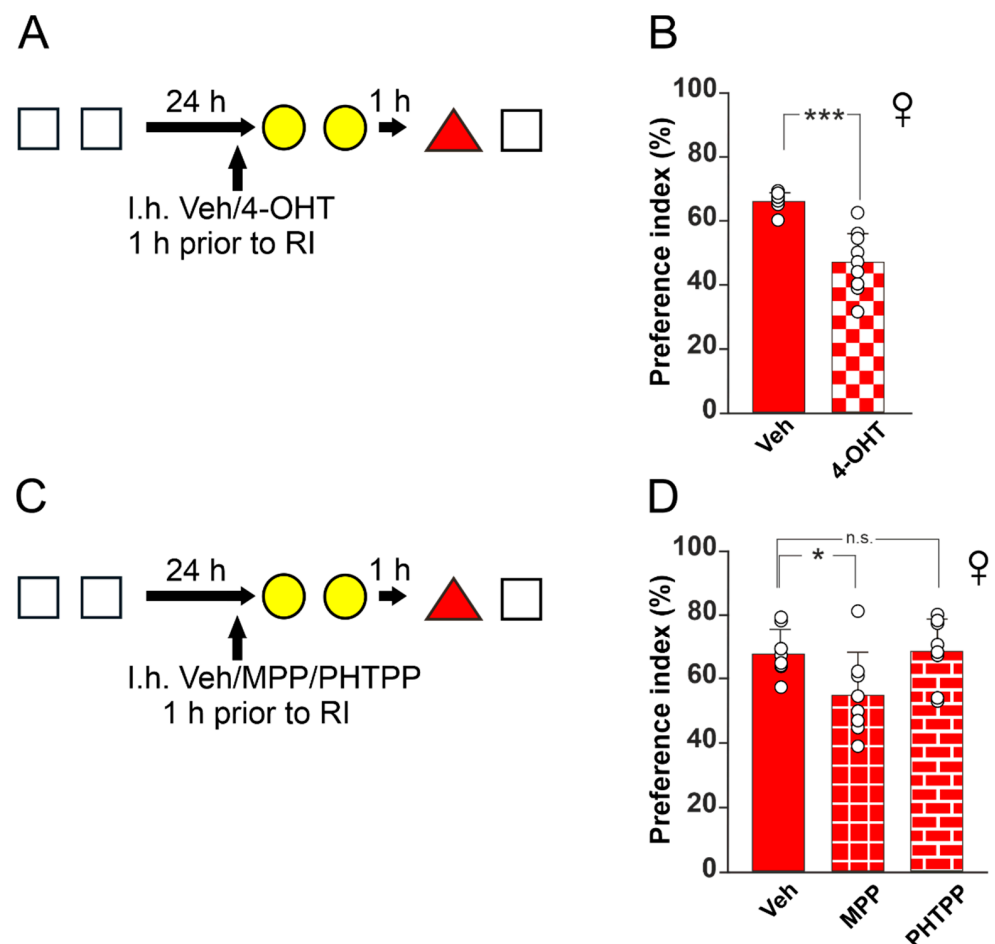 A
24 h
1 h
I.h. Veh/4-OHT
1 h prior to RI
B
♀
***
Preference index (%)
100
80
60
40
20
0
Veh
4-OHT
C
24 h
1 h
I.h. Veh/MPP/PHTPP
1 h prior to RI
D
♀
n.s.
*
Preference index (%)
100
80
60
40
20
0
Veh
MPP
PHTPP